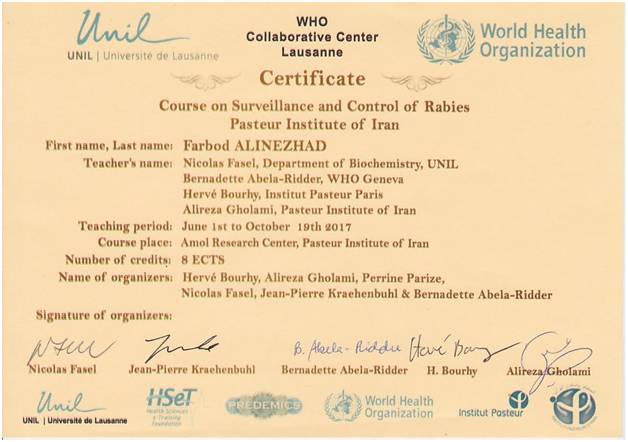 Unil
UNIL | Université de Lausanne
WHO
Collaborative Center
Lausanne
World Health
Organization
Certificate
Course on Surveillance and Control of Rabies
Pasteur Institute of Iran
First name, Last name: Farbod ALINEZHAD
Teacher's name: Nicolas Fasel, Department of Biochemistry, UNIL
Bernadette Abela-Ridder, WHO Geneva
Hervé Bourhy, Institut Pasteur Paris
Alireza Gholami, Pasteur Institute of Iran
Teaching period: June 1st to October 19th 2017
Course place: Amol Research Center, Pasteur Institute of Iran
Number of credits: 8 ECTS
Name of organizers: Hervé Bourhy, Alireza Gholami, Perrine Parize,
Nicolas Fasel, Jean-Pierre Kraehenbuhl & Bernadette Abela-Ridder
Signature of organizers:
B. Abela-Ridder Hervé Bourhy
Nicolas Fasel Jean-Pierre Kraehenbuhl Bernadette Abela-Ridder H. Bourhy Alireza Gholami
Unil
UNIL | Université de Lausanne
HSeT
Health Sciences
e Training
Foundation
PREDEMICS
World Health
Organization
Institut Pasteur